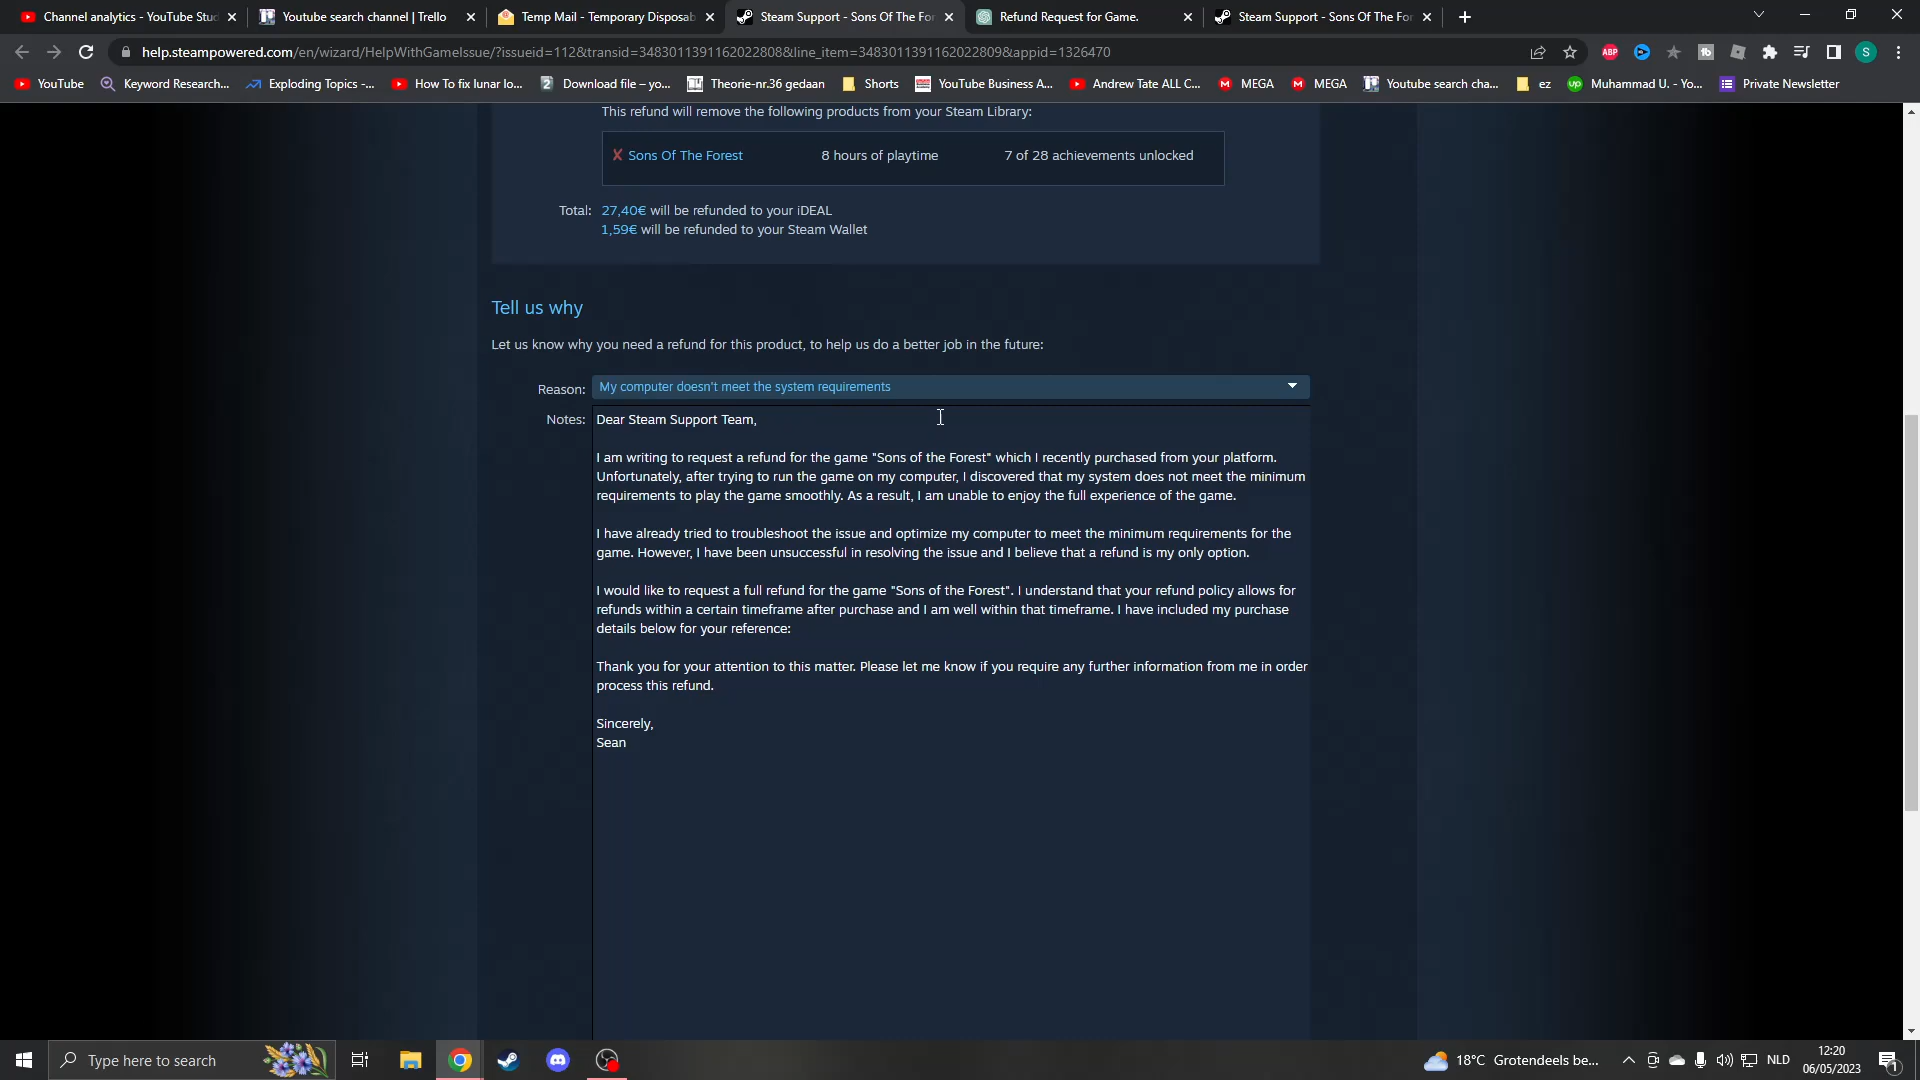 Channel analytics - YouTube Stu
Youtube search channel | Trello
Temp Mail - Temporary Disposab
Steam Support - Sons Of The For
Refund Request for Game.
Steam Support - Sons Of The For
help.steampowered.com/en/wizard/HelpWithGameIssue/?issueid=112&transid=3483011391162022808&line_item=3483011391162022809&appid=1326470
ABP
S
YouTube
Keyword Research...
Exploding Topics -...
How To fix lunar lo...
Download file – yo...
Theorie-nr.36 gedaan
Shorts
YouTube Business A...
Andrew Tate ALL C...
MEGA
MEGA
Youtube search cha...
ez
Muhammad U. - Yo...
Private Newsletter
This refund will remove the following products from your Steam Library:
X Sons Of The Forest 8 hours of playtime 7 of 28 achievements unlocked
Total: 27,40€ will be refunded to your iDEAL
1,59€ will be refunded to your Steam Wallet
Tell us why
Let us know why you need a refund for this product, to help us do a better job in the future:
Reason: My computer doesn't meet the system requirements
Notes: Dear Steam Support Team,
I am writing to request a refund for the game "Sons of the Forest" which I recently purchased from your platform.
Unfortunately, after trying to run the game on my computer, I discovered that my system does not meet the minimum
requirements to play the game smoothly. As a result, I am unable to enjoy the full experience of the game.
I have already tried to troubleshoot the issue and optimize my computer to meet the minimum requirements for the
game. However, I have been unsuccessful in resolving the issue and I believe that a refund is my only option.
I would like to request a full refund for the game "Sons of the Forest". I understand that your refund policy allows for
refunds within a certain timeframe after purchase and I am well within that timeframe. I have included my purchase
details below for your reference:
Thank you for your attention to this matter. Please let me know if you require any further information from me in order
process this refund.
Sincerely,
Sean
Type here to search
18°C Grotendeels be...
NLD
12:20
06/05/2023
1